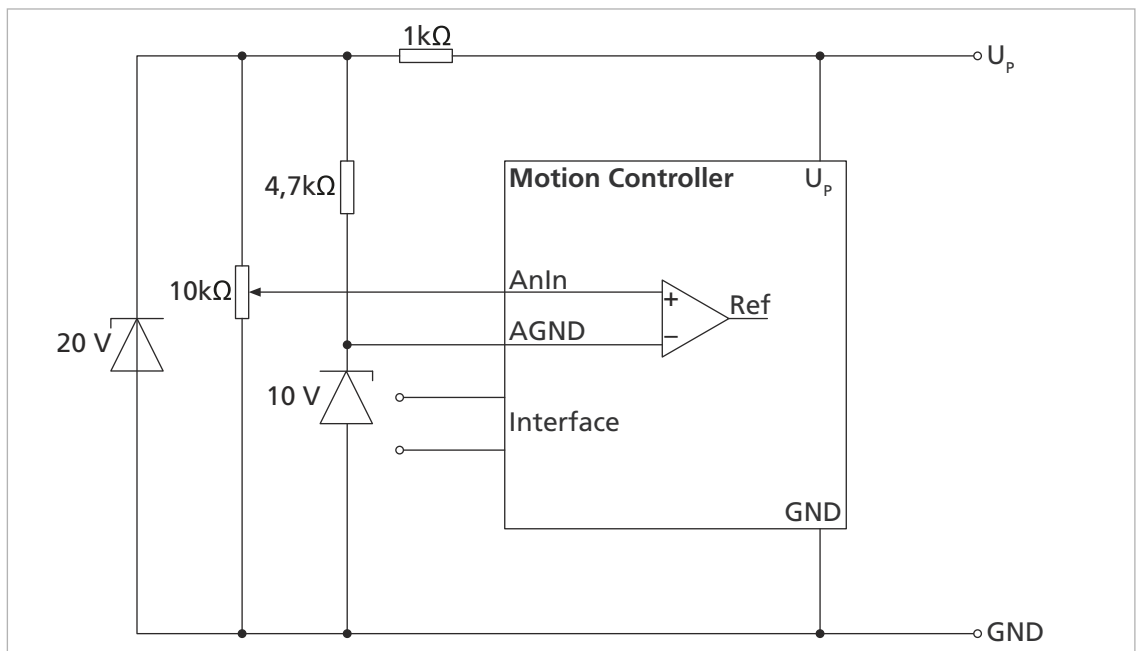 1kΩ
U_P
4,7kΩ
Motion Controller
U_P
10kΩ
AnIn
+
Ref
AGND
−
20 V
10 V
Interface
GND
GND